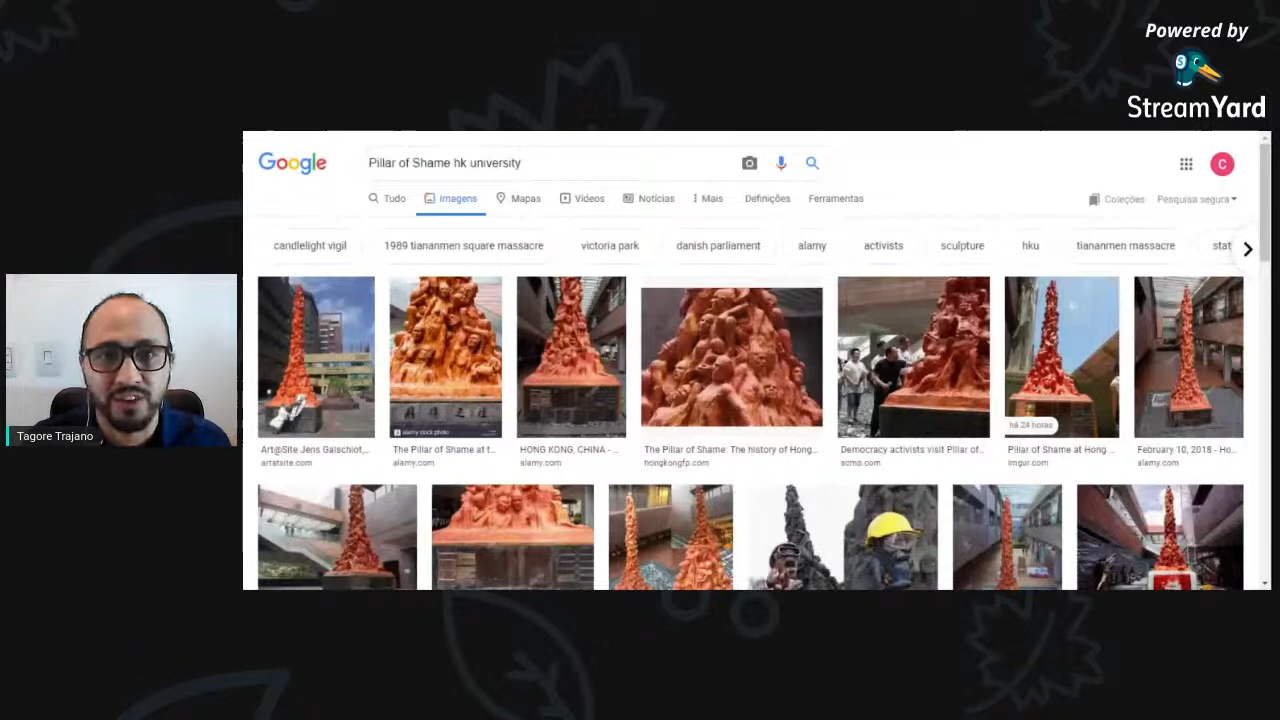 Powered by
StreamYard
Google
Pillar of Shame hk university
C
Tudo Imagens Mapas Vídeos Notícias Mais Definições Ferramentas
Coleções Pesquisa segura
candlelight vigil 1989 tiananmen square massacre victoria park danish parliament alamy activists sculpture hku tiananmen massacre stat
alamy stock photo
há 24 horas
Art@Site Jens Galschiot,... The Pillar of Shame at t... HONG KONG, CHINA - ... The Pillar of Shame: The history of Hong... Democracy activists visit Pillar of... Pillar of Shame at Hong ... February 10, 2018 - Ho...
artatsite.com alamy.com alamy.com hongkongfp.com scmp.com imgur.com alamy.com
Tagore Trajano